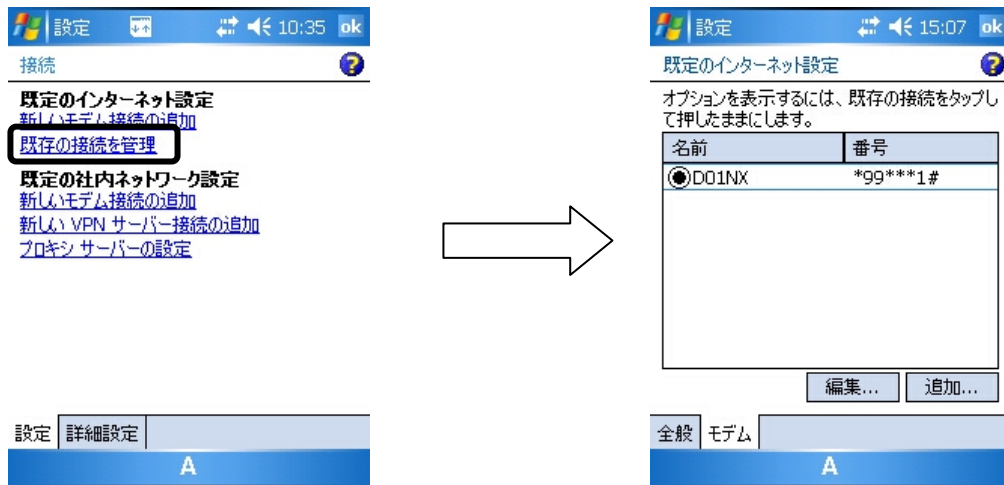 設定
10:35
ok
接続
既定のインターネット設定
新しいモデム接続の追加
既存の接続を管理
既定の社内ネットワーク設定
新しいモデム接続の追加
新しい VPN サーバー接続の追加
プロキシ サーバーの設定
設定 詳細設定
A
設定
15:07
ok
既定のインターネット設定
オプションを表示するには、既存の接続をタップし
て押したままにします。
名前 番号
D01NX *99***1#
編集... 追加...
全般 モデム
A